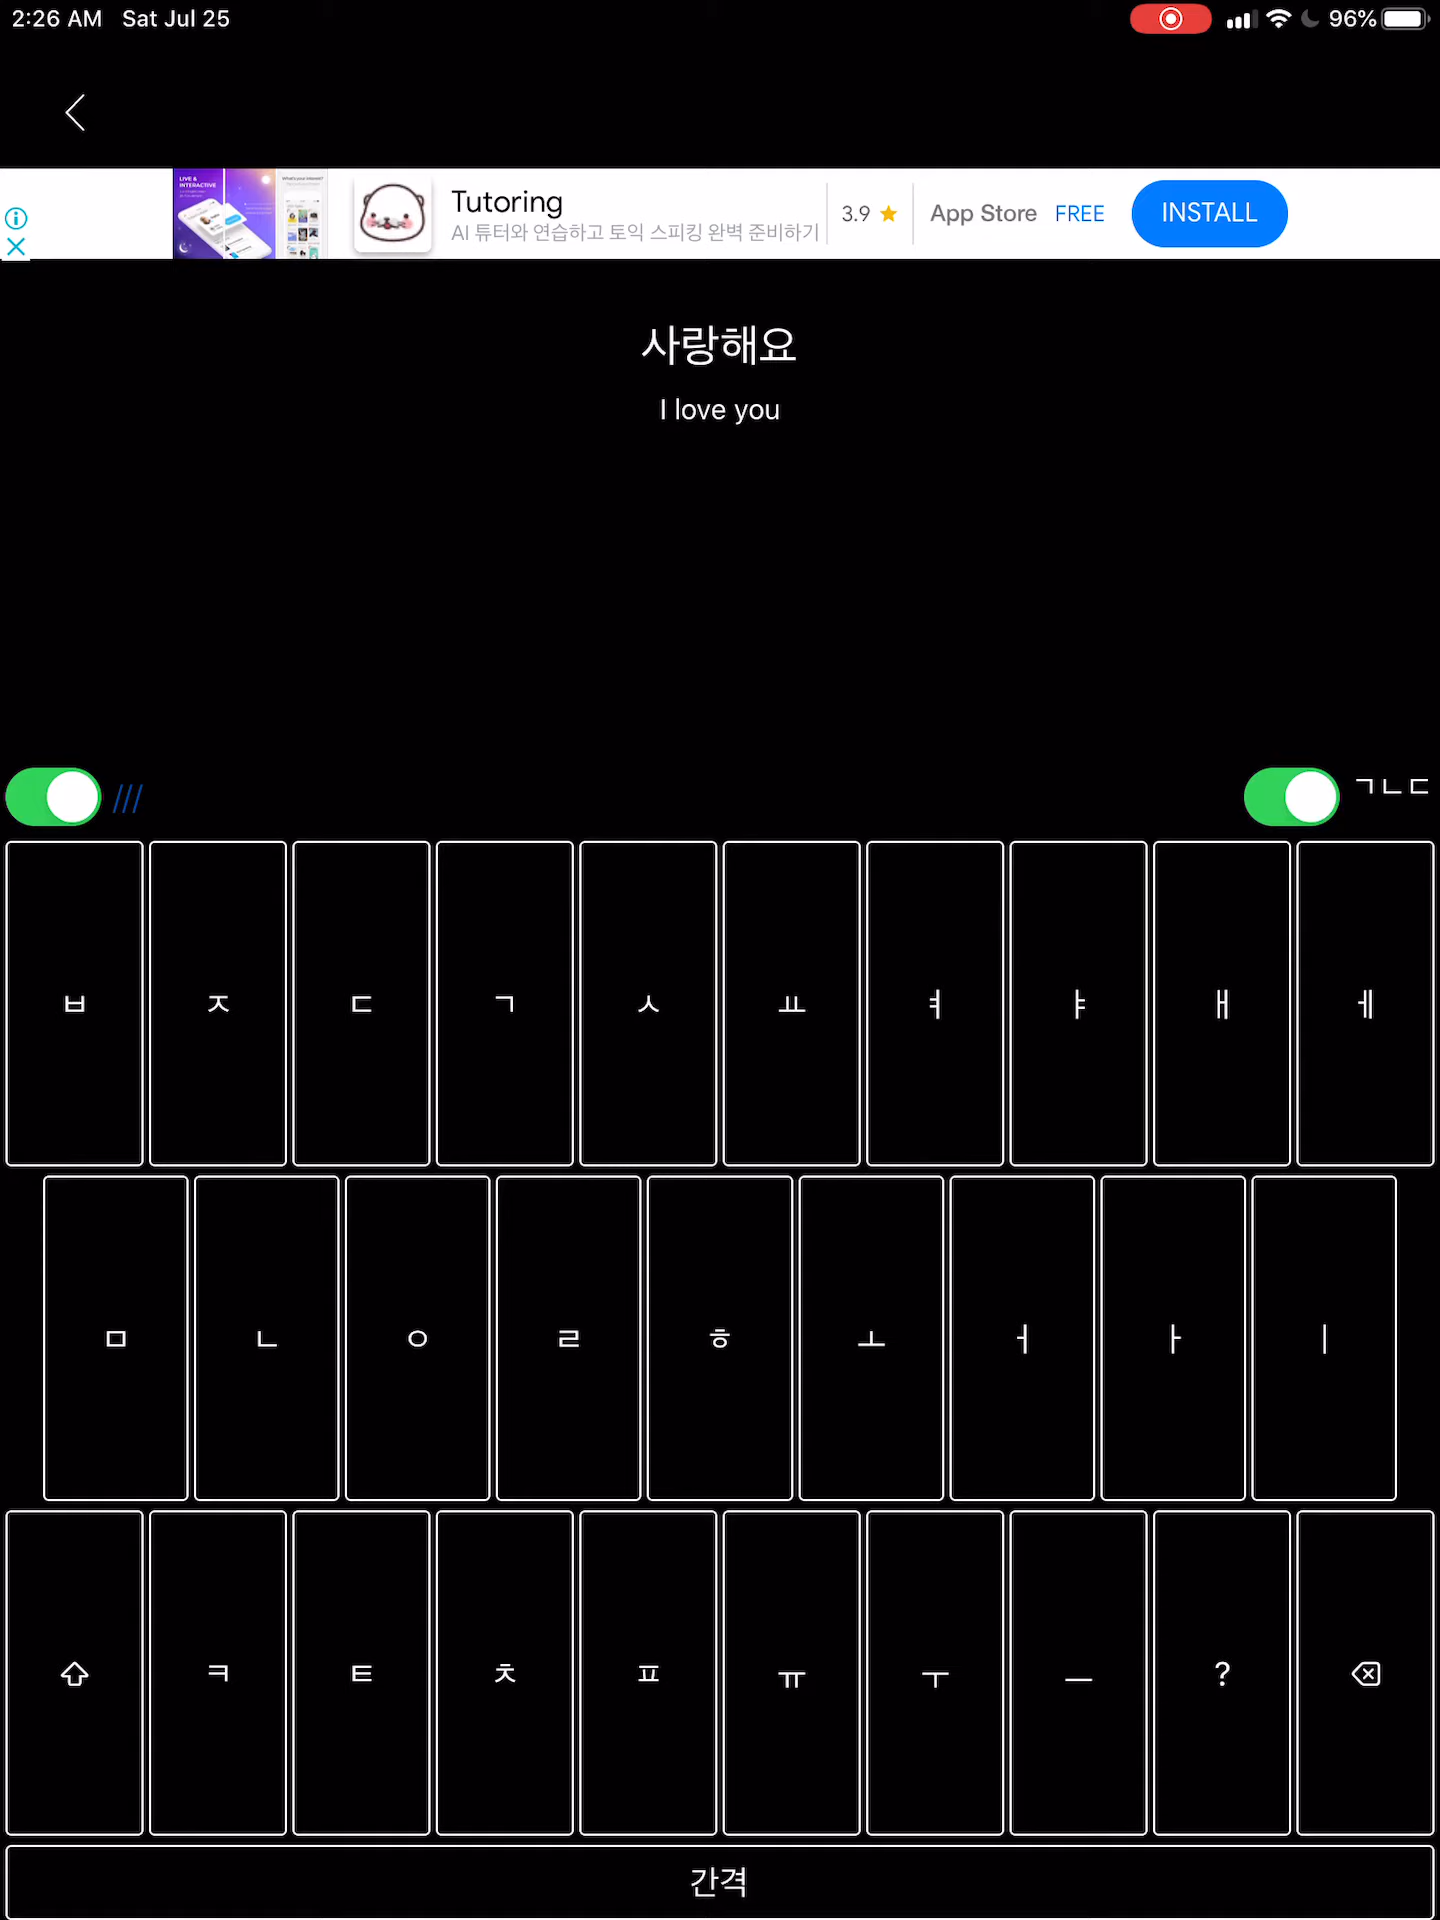 2:26 AM Sat Jul 25 96%
LIVE & INTERACTIVE
Tutoring
AI 튜터와 연습하고 토익 스피킹 완벽 준비하기
3.9 ★ App Store FREE INSTALL
사랑해요
I love you
/// ㄱㄴㄷ
ㅂ ㅈ ㄷ ㄱ ㅅ ㅛ ㅕ ㅑ ㅐ ㅔ
ㅁ ㄴ ㅇ ㄹ ㅎ ㅗ ㅓ ㅏ ㅣ
ㅋ ㅌ ㅊ ㅍ ㅠ ㅜ ㅡ ?
간격